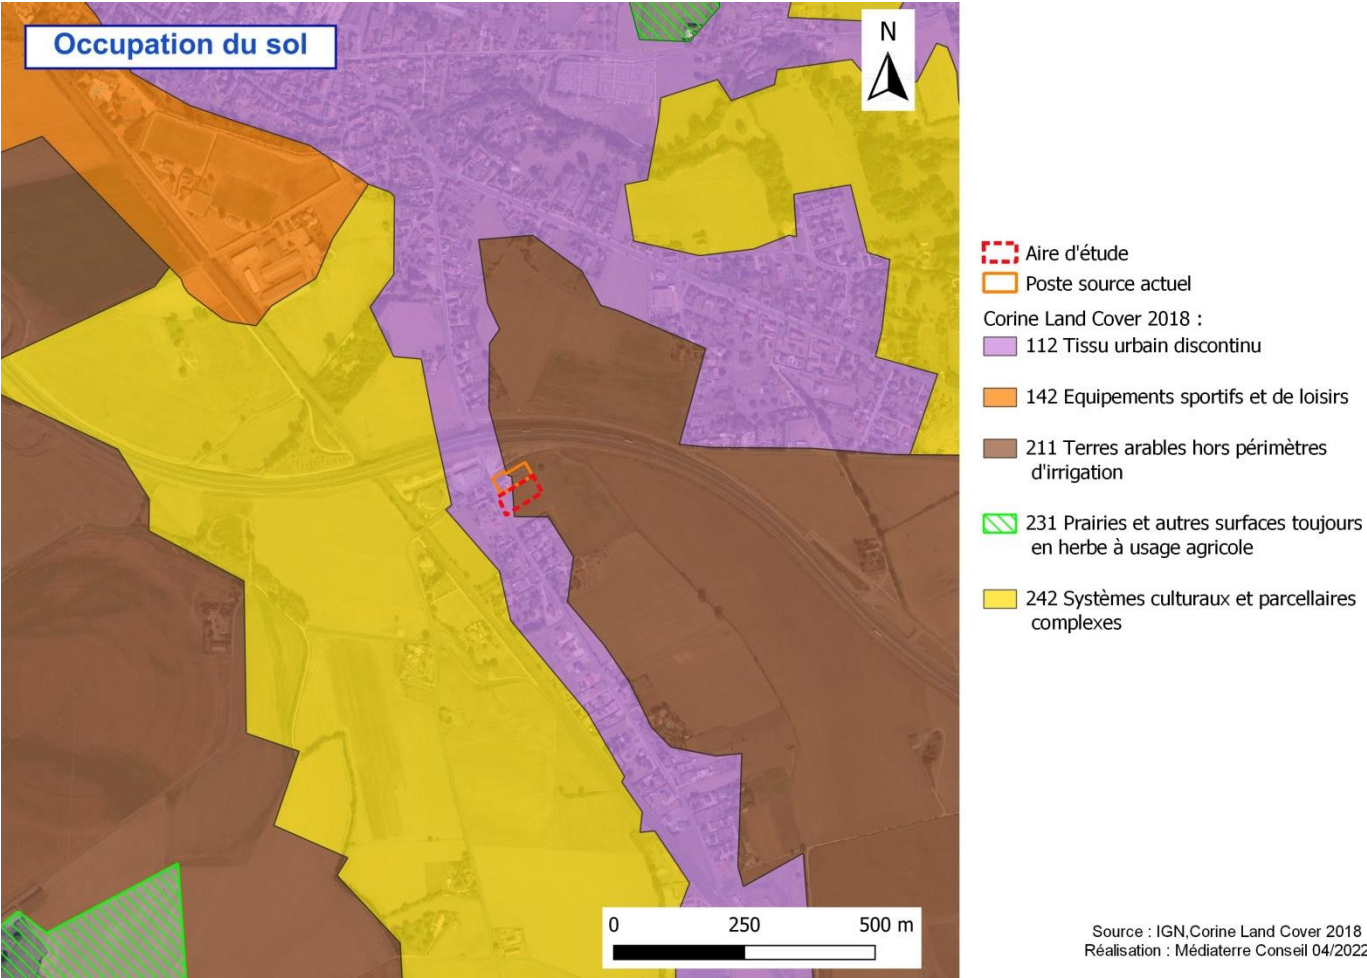 Occupation du sol
N
Aire d'étude
Poste source actuel
Corine Land Cover 2018 :
112 Tissu urbain discontinu
142 Equipements sportifs et de loisirs
211 Terres arables hors périmètres
d'irrigation
231 Prairies et autres surfaces toujours
en herbe à usage agricole
242 Systèmes culturaux et parcellaires
complexes
0 250 500 m
Source : IGN,Corine Land Cover 2018
Réalisation : Médiaterre Conseil 04/2022